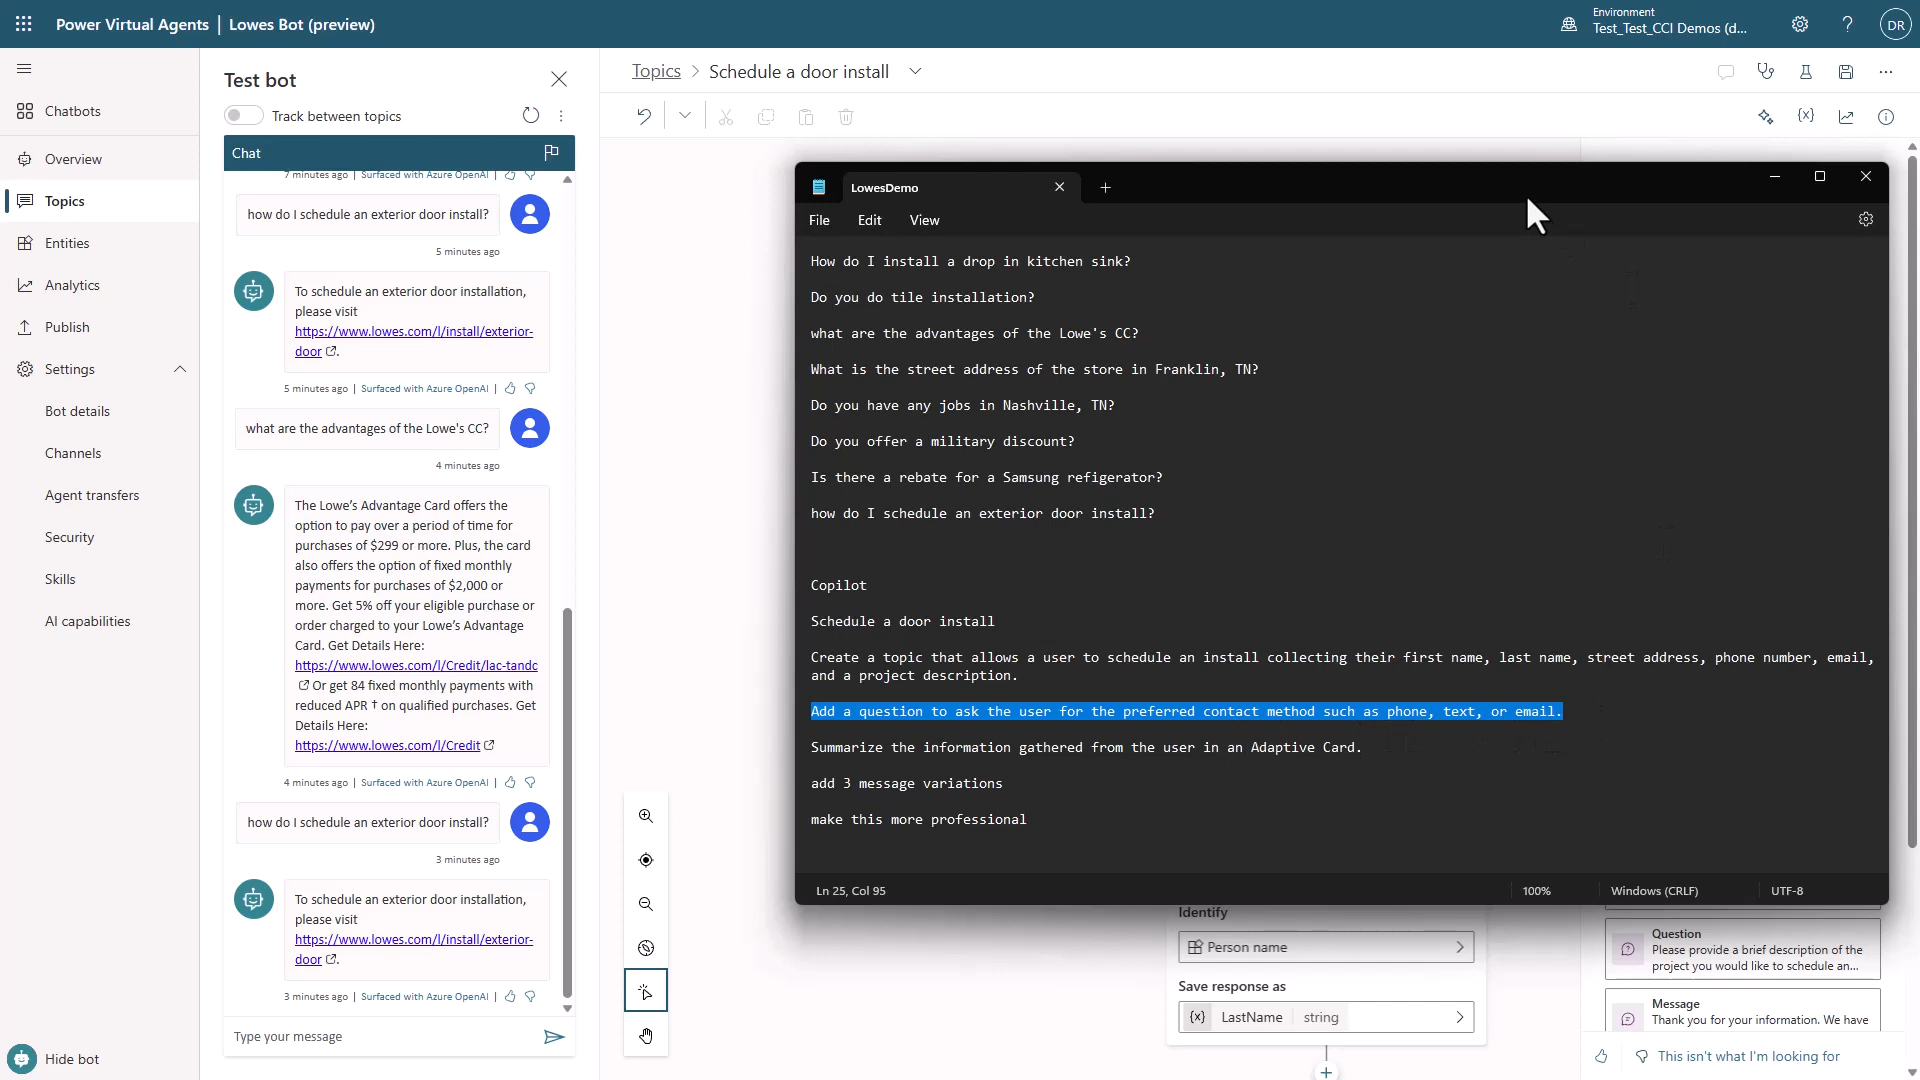 Power Virtual Agents | Lowes Bot (preview)
Environment
Test_Test_CCI Demos (d...
DR
Chatbots
Overview
Topics
Entities
Analytics
Publish
Settings
Bot details
Channels
Agent transfers
Security
Skills
AI capabilities
Hide bot
Test bot
Track between topics
Chat
7 minutes ago | Surfaced with Azure OpenAI |
how do I schedule an exterior door install?
5 minutes ago
To schedule an exterior door installation,
please visit
https://www.lowes.com/l/install/exterior-
door .
5 minutes ago | Surfaced with Azure OpenAI |
what are the advantages of the Lowe's CC?
4 minutes ago
The Lowe’s Advantage Card offers the
option to pay over a period of time for
purchases of $299 or more. Plus, the card
also offers the option of fixed monthly
payments for purchases of $2,000 or
more. Get 5% off your eligible purchase or
order charged to your Lowe’s Advantage
Card. Get Details Here:
https://www.lowes.com/l/Credit/lac-tandc
Or get 84 fixed monthly payments with
reduced APR † on qualified purchases. Get
Details Here:
https://www.lowes.com/l/Credit
4 minutes ago | Surfaced with Azure OpenAI |
how do I schedule an exterior door install?
3 minutes ago
To schedule an exterior door installation,
please visit
https://www.lowes.com/l/install/exterior-
door .
3 minutes ago | Surfaced with Azure OpenAI |
Type your message
Topics > Schedule a door install
LowesDemo
File Edit View
How do I install a drop in kitchen sink?
Do you do tile installation?
what are the advantages of the Lowe's CC?
What is the street address of the store in Franklin, TN?
Do you have any jobs in Nashville, TN?
Do you offer a military discount?
Is there a rebate for a Samsung refigerator?
how do I schedule an exterior door install?
Copilot
Schedule a door install
Create a topic that allows a user to schedule an install collecting their first name, last name, street address, phone number, email,
and a project description.
Add a question to ask the user for the preferred contact method such as phone, text, or email.
Summarize the information gathered from the user in an Adaptive Card.
add 3 message variations
make this more professional
Ln 25, Col 95
100%
Windows (CRLF)
UTF-8
Identify
Person name
Save response as
{x} LastName string
Question
Please provide a brief description of the
project you would like to schedule an...
Message
Thank you for your information. We have
This isn't what I'm looking for